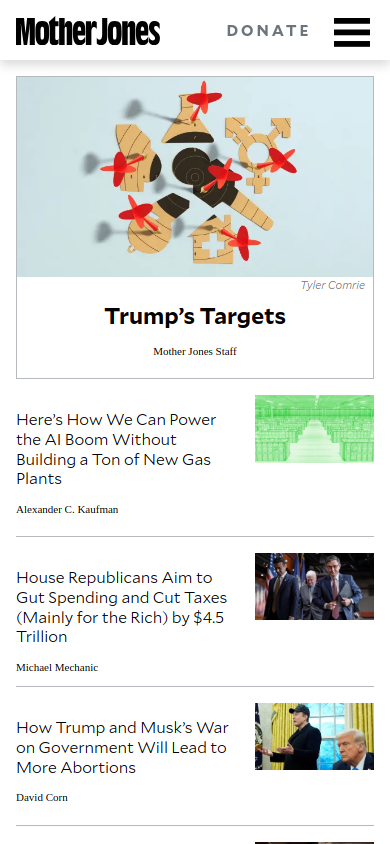 Mother Jones
DONATE
Tyler Comrie
Trump’s Targets
Mother Jones Staff
Here’s How We Can Power
the AI Boom Without
Building a Ton of New Gas
Plants
Alexander C. Kaufman
House Republicans Aim to
Gut Spending and Cut Taxes
(Mainly for the Rich) by $4.5
Trillion
Michael Mechanic
How Trump and Musk’s War
on Government Will Lead to
More Abortions
David Corn